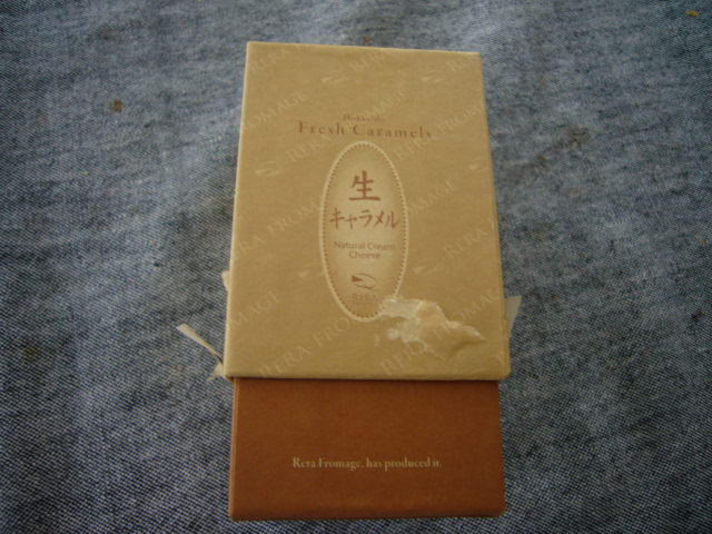 Hokkaido
Fresh Caramels
生
キャラメル
Natural Cream
Cheese
RERA
RERA FROMAGE
Rera Fromage, has produced it.